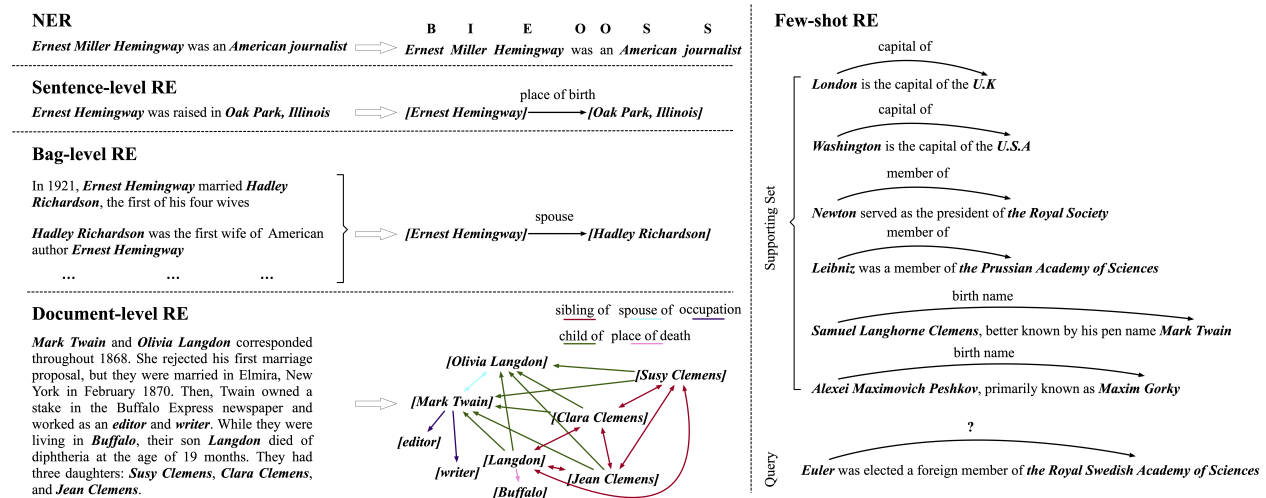 NER
B I E O O S S
Ernest Miller Hemingway was an American journalist
Ernest Miller Hemingway was an American journalist
Sentence-level RE
place of birth
Ernest Hemingway was raised in Oak Park, Illinois
[Ernest Hemingway]
[Oak Park, Illinois]
Bag-level RE
In 1921, Ernest Hemingway married Hadley
Richardson, the first of his four wives
Hadley Richardson was the first wife of American
author Ernest Hemingway
... ... ...
spouse
[Ernest Hemingway]
[Hadley Richardson]
Document-level RE
Mark Twain and Olivia Langdon corresponded
throughout 1868. She rejected his first marriage
proposal, but they were married in Elmira, New
York in February 1870. Then, Twain owned a
stake in the Buffalo Express newspaper and
worked as an editor and writer. While they were
living in Buffalo, their son Langdon died of
diphtheria at the age of 19 months. They had
three daughters: Susy Clemens, Clara Clemens,
and Jean Clemens.
sibling of spouse of occupation
child of place of death
[Olivia Langdon]
[Susy Clemens]
[Mark Twain]
[Clara Clemens]
[editor]
[writer]
[Langdon]
[Jean Clemens]
[Buffalo]
Few-shot RE
Supporting Set
capital of
London is the capital of the U.K
capital of
Washington is the capital of the U.S.A
member of
Newton served as the president of the Royal Society
member of
Leibniz was a member of the Prussian Academy of Sciences
birth name
Samuel Langhorne Clemens, better known by his pen name Mark Twain
birth name
Alexei Maximovich Peshkov, primarily known as Maxim Gorky
Query
?
Euler was elected a foreign member of the Royal Swedish Academy of Sciences